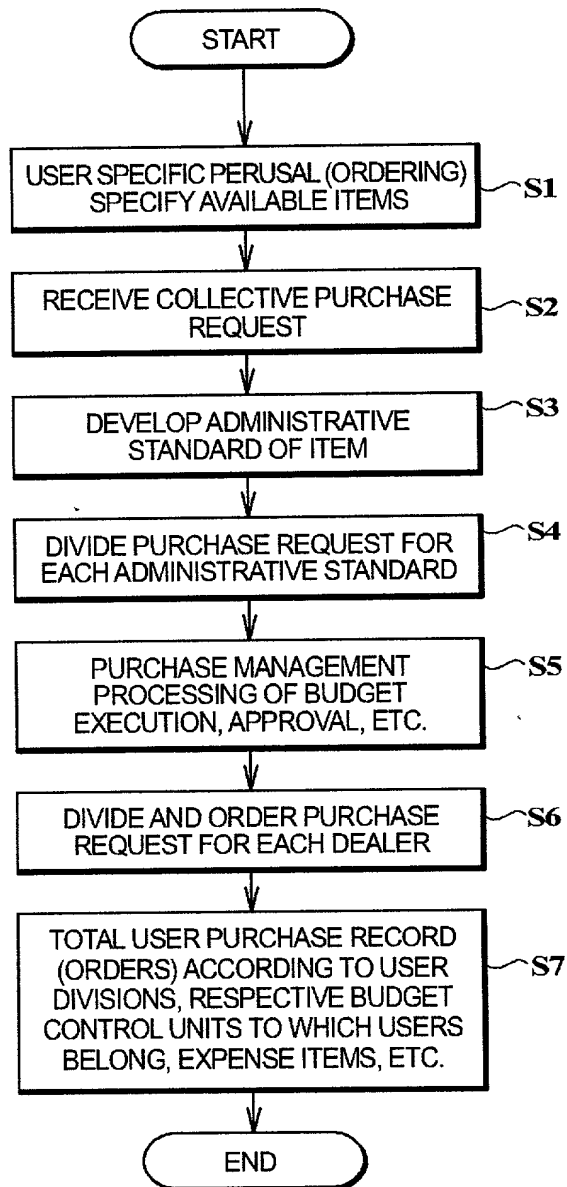 START
USER SPECIFIC PERUSAL (ORDERING)
SPECIFY AVAILABLE ITEMS
S1
RECEIVE COLLECTIVE PURCHASE
REQUEST
S2
DEVELOP ADMINISTRATIVE
STANDARD OF ITEM
S3
DIVIDE PURCHASE REQUEST FOR
EACH ADMINISTRATIVE STANDARD
S4
PURCHASE MANAGEMENT
PROCESSING OF BUDGET
EXECUTION, APPROVAL, ETC.
S5
DIVIDE AND ORDER PURCHASE
REQUEST FOR EACH DEALER
S6
TOTAL USER PURCHASE RECORD
(ORDERS) ACCORDING TO USER
DIVISIONS, RESPECTIVE BUDGET
CONTROL UNITS TO WHICH USERS
BELONG, EXPENSE ITEMS, ETC.
S7
END